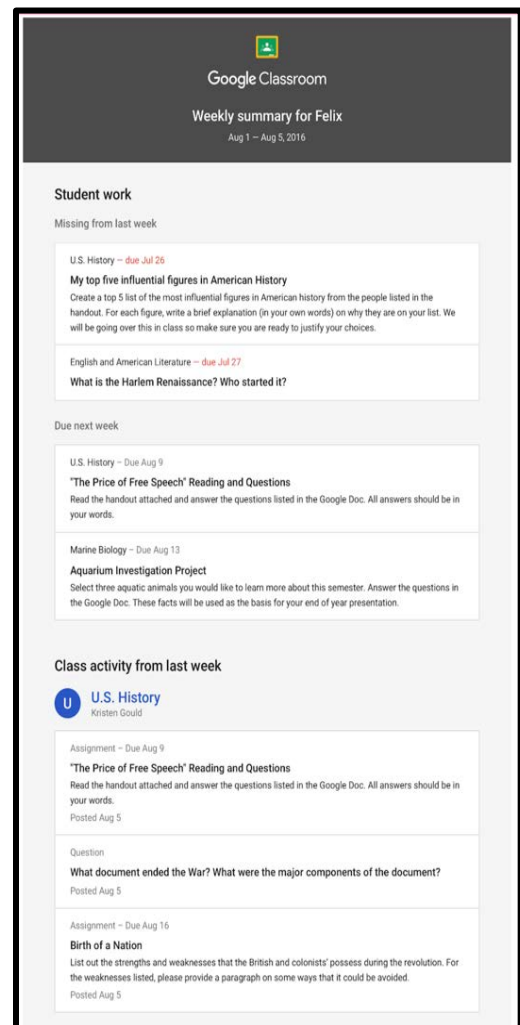 Google Classroom
Weekly summary for Felix
Aug 1 — Aug 5, 2016
Student work
Missing from last week
U.S. History — due Jul 26
My top five influential figures in American History
Create a top 5 list of the most influential figures in American history from the people listed in the
handout. For each figure, write a brief explanation (in your own words) on why they are on your list. We
will be going over this in class so make sure you are ready to justify your choices.
English and American Literature — due Jul 27
What is the Harlem Renaissance? Who started it?
Due next week
U.S. History – Due Aug 9
"The Price of Free Speech" Reading and Questions
Read the handout attached and answer the questions listed in the Google Doc. All answers should be in
your words.
Marine Biology – Due Aug 13
Aquarium Investigation Project
Select three aquatic animals you would like to learn more about this semester. Answer the questions in
the Google Doc. These facts will be used as the basis for your end of year presentation.
Class activity from last week
U
U.S. History
Kristen Gould
Assignment – Due Aug 9
"The Price of Free Speech" Reading and Questions
Read the handout attached and answer the questions listed in the Google Doc. All answers should be in
your words.
Posted Aug 5
Question
What document ended the War? What were the major components of the document?
Posted Aug 5
Assignment – Due Aug 16
Birth of a Nation
List out the strengths and weaknesses that the British and colonists' possess during the revolution. For
the weaknesses listed, please provide a paragraph on some ways that it could be avoided.
Posted Aug 5